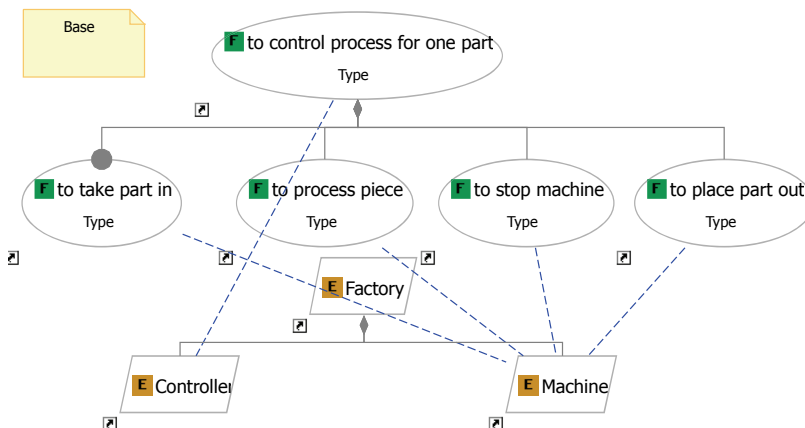 Base
F to control process for one part
Type
F to take part in
Type
F to process piece
Type
F to stop machine
Type
F to place part out
Type
E Factory
E Controller
E Machine